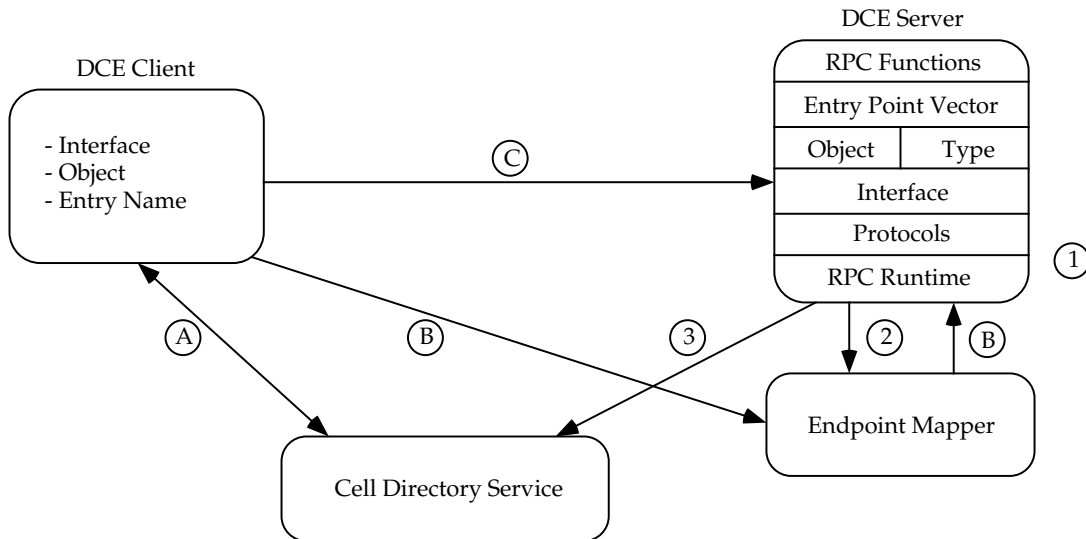 DCE Server
DCE Client
RPC Functions
Entry Point Vector
Object Type
- Interface
- Object
- Entry Name
C
Interface
Protocols
RPC Runtime
1
A
B
3
2
B
Endpoint Mapper
Cell Directory Service